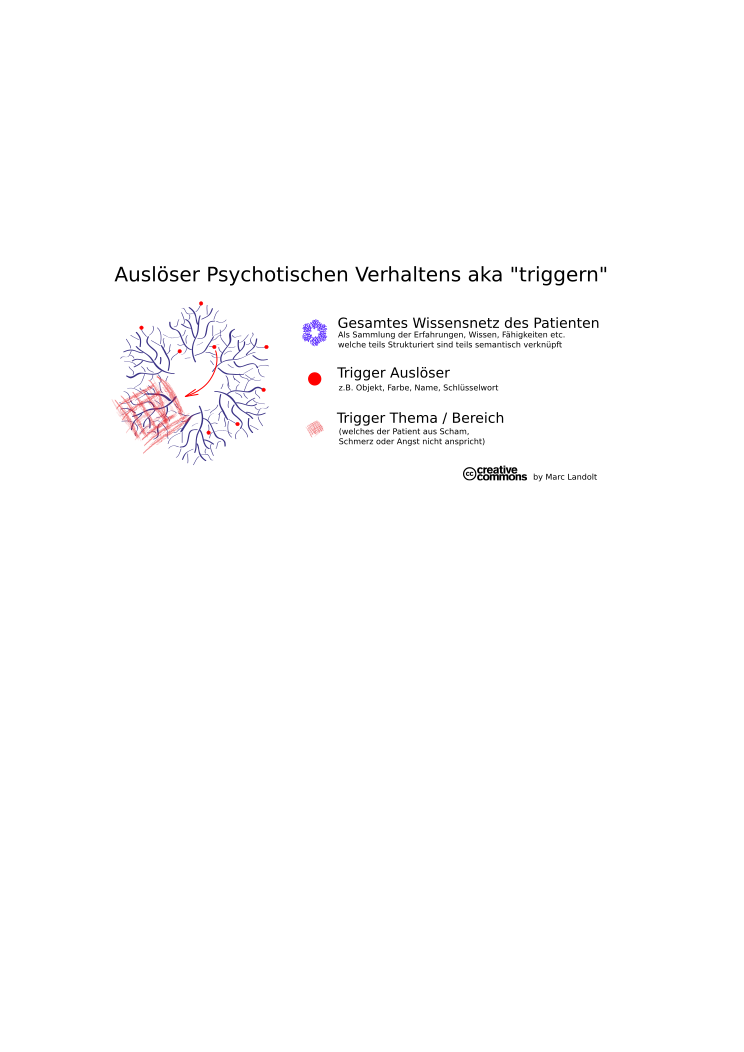 Auslöser Psychotischen Verhaltens aka "triggern"
Gesamtes Wissensnetz des Patienten
Als Sammlung der Erfahrungen, Wissen, Fähigkeiten etc.
welche teils Strukturiert sind teils semantisch verknüpft
Trigger Auslöser
z.B. Objekt, Farbe, Name, Schlüsselwort
Trigger Thema / Bereich
(welches der Patient aus Scham,
Schmerz oder Angst nicht anspricht)
cc creative commons by Marc Landolt